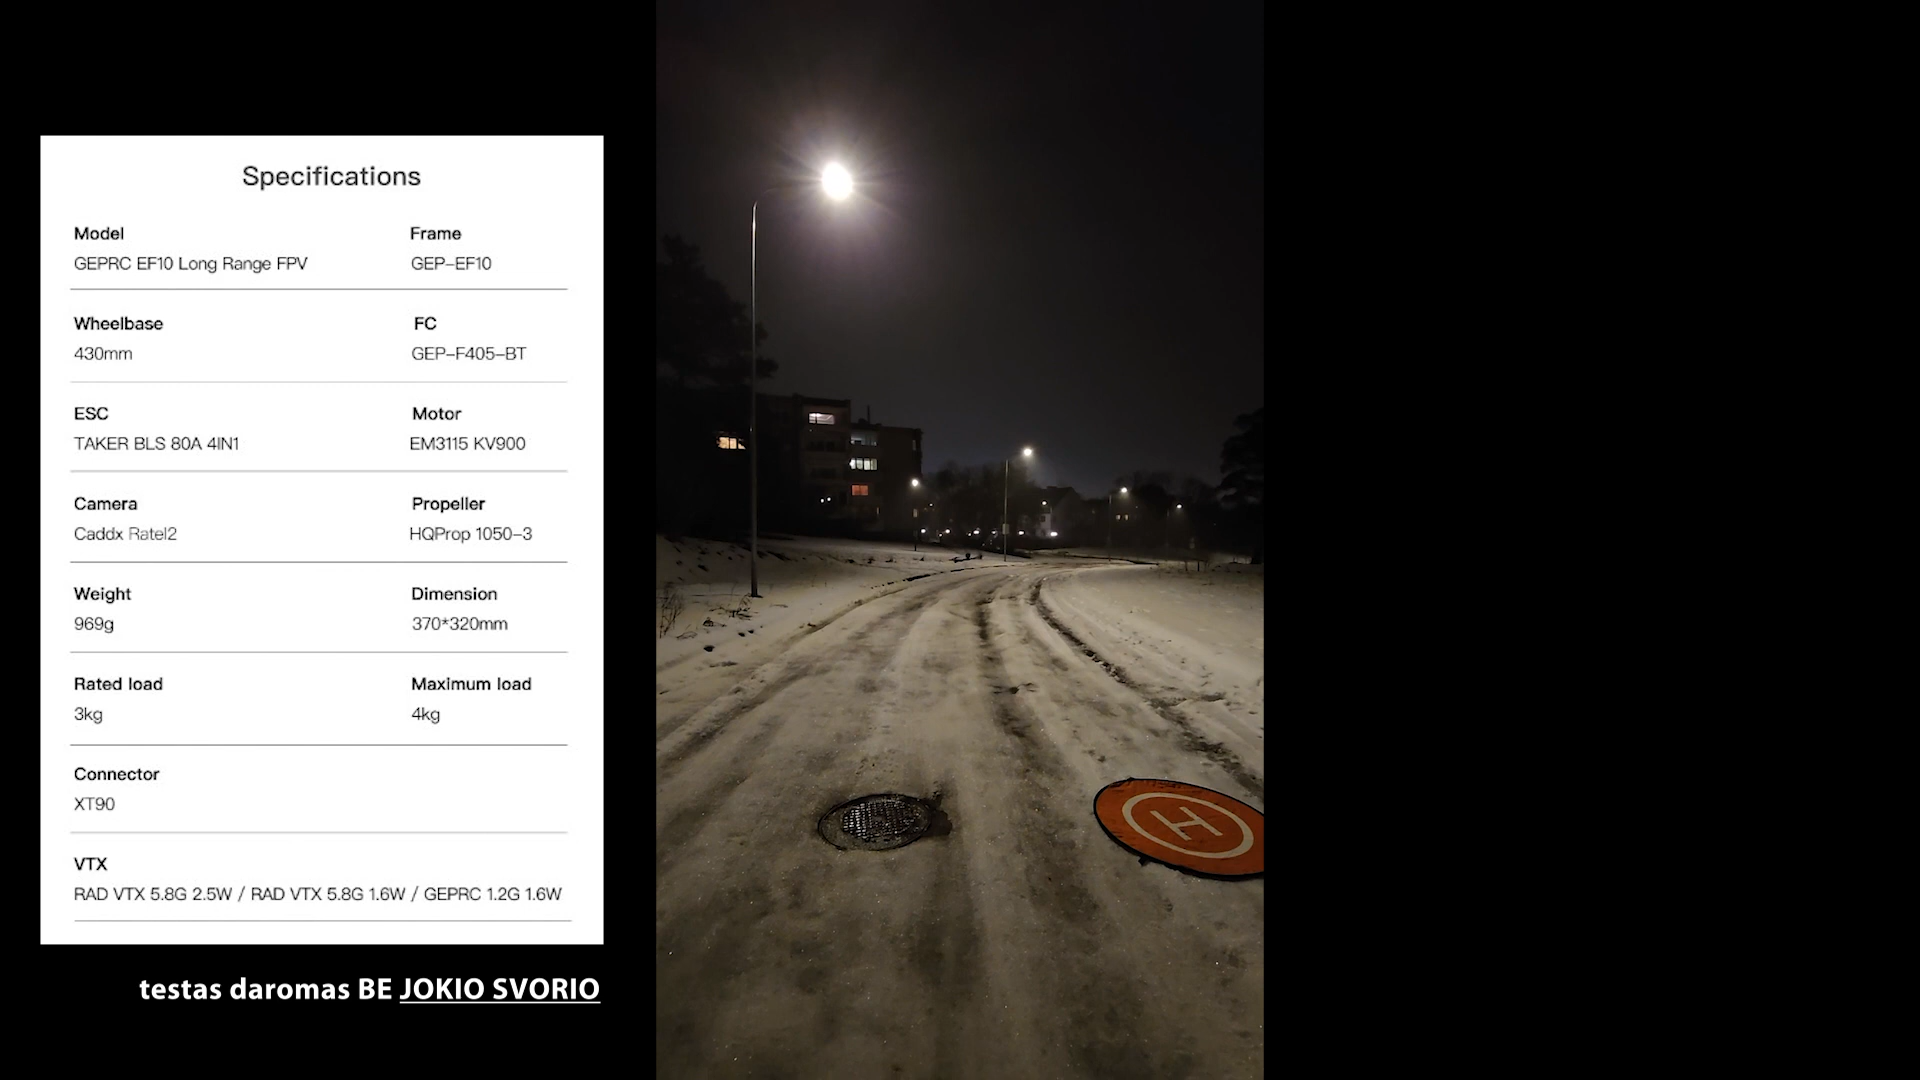 Specifications
Model
Frame
GEPRC EF10 Long Range FPV
GEP-EF10
Wheelbase
FC
430mm
GEP-F405-BT
ESC
Motor
TAKER BLS 80A 4IN1
EM3115 KV900
Camera
Propeller
Caddx Ratel2
HQProp 1050-3
Weight
Dimension
969g
370*320mm
Rated load
Maximum load
3kg
4kg
Connector
XT90
VTX
RAD VTX 5.8G 2.5W / RAD VTX 5.8G 1.6W / GEPRC 1.2G 1.6W
testas daromas BE JOKIO SVORIO
H